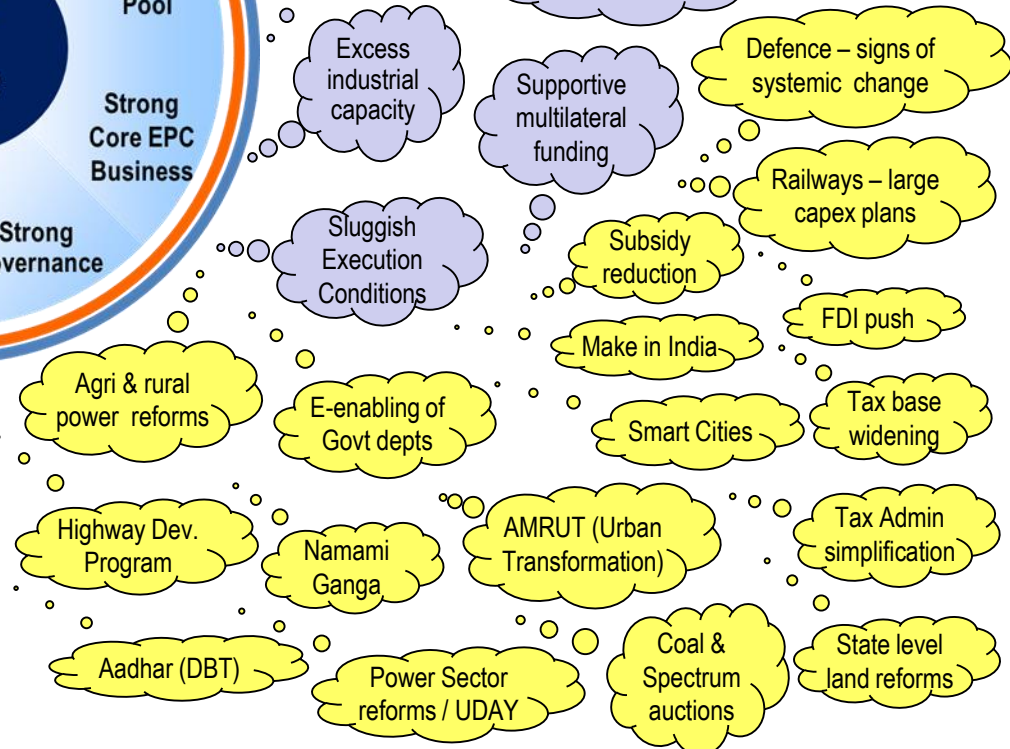 Pool
Strong
Core EPC
Business
Strong
Excess
industrial
capacity
Supportive
multilateral
funding
Defence – signs of
systemic change
Railways – large
capex plans
Sluggish
Execution
Conditions
Subsidy
reduction
FDI push
Make in India
Agri & rural
power reforms
E-enabling of
Govt depts
Smart Cities
Tax base
widening
Highway Dev.
Program
Namami
Ganga
AMRUT (Urban
Transformation)
Tax Admin
simplification
Aadhar (DBT)
Power Sector
reforms / UDAY
Coal &
Spectrum
auctions
State level
land reforms